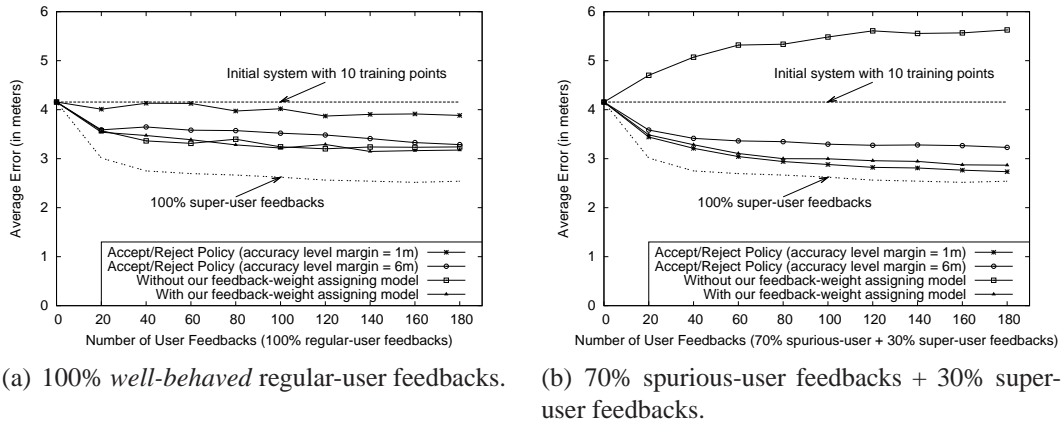 6
5
4
3
2
1
0
Average Error (in meters)
Initial system with 10 training points
100% super-user feedbacks
Accept/Reject Policy (accuracy level margin = 1m)
Accept/Reject Policy (accuracy level margin = 6m)
Without our feedback-weight assigning model
With our feedback-weight assigning model
0 20 40 60 80 100 120 140 160 180
Number of User Feedbacks (100% regular-user feedbacks)
(a) 100% well-behaved regular-user feedbacks.
6
5
4
3
2
1
0
Average Error (in meters)
Initial system with 10 training points
100% super-user feedbacks
Accept/Reject Policy (accuracy level margin = 1m)
Accept/Reject Policy (accuracy level margin = 6m)
Without our feedback-weight assigning model
With our feedback-weight assigning model
0 20 40 60 80 100 120 140 160 180
Number of User Feedbacks (70% spurious-user + 30% super-user feedbacks)
(b) 70% spurious-user feedbacks + 30% super-
user feedbacks.